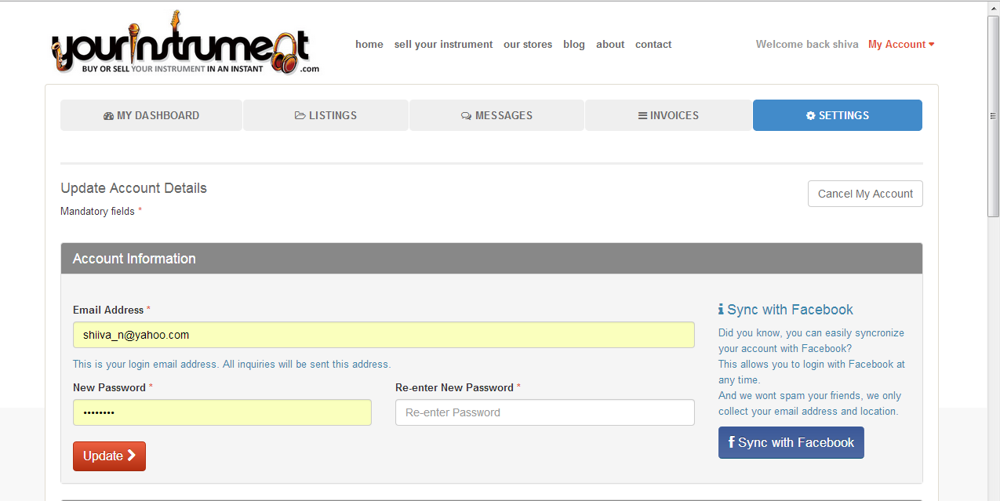 yourinstrument
BUY OR SELL YOUR INSTRUMENT IN AN INSTANT .com
home sell your instrument our stores blog about contact
Welcome back shiva My Account
MY DASHBOARD LISTINGS MESSAGES INVOICES SETTINGS
Update Account Details
Cancel My Account
Mandatory fields *
Account Information
Email Address *
shiiva_n@yahoo.com
This is your login email address. All inquiries will be sent this address.
New Password *
Re-enter New Password *
••••••••
Re-enter Password
Update
Sync with Facebook
Did you know, you can easily syncronize
your account with Facebook?
This allows you to login with Facebook at
any time.
And we wont spam your friends, we only
collect your email address and location.
f Sync with Facebook